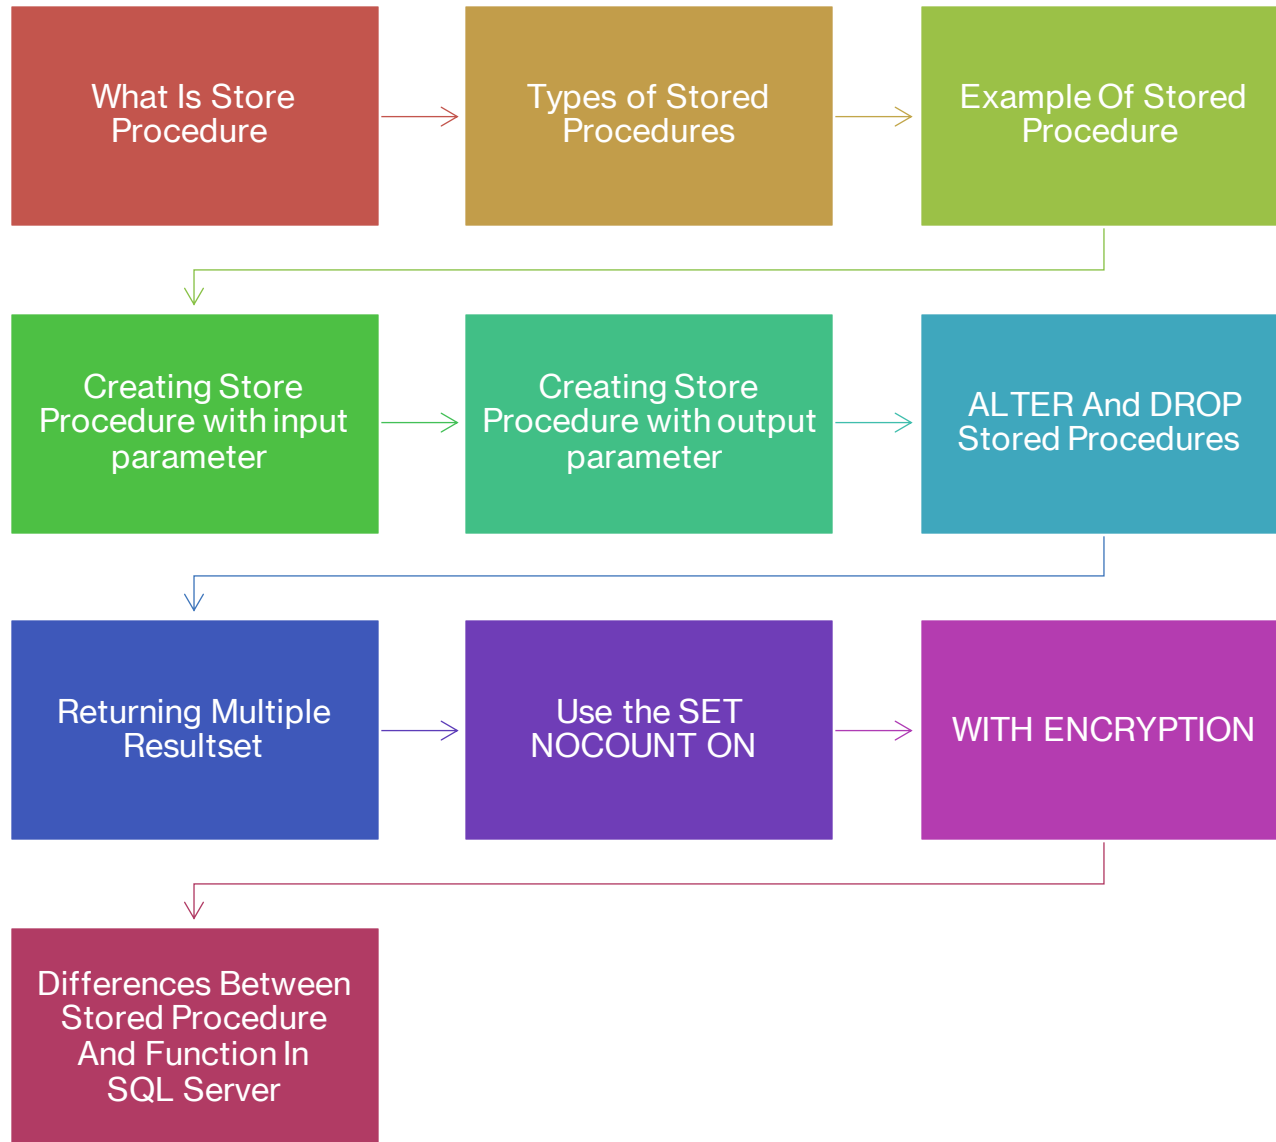 What Is Store
Procedure
Types of Stored
Procedures
Example Of Stored
Procedure
Creating Store
Procedure with input
parameter
Creating Store
Procedure with output
parameter
ALTER And DROP
Stored Procedures
Returning Multiple
Resultset
Use the SET
NOCOUNT ON
WITH ENCRYPTION
Differences Between
Stored Procedure
And Function In
SQL Server